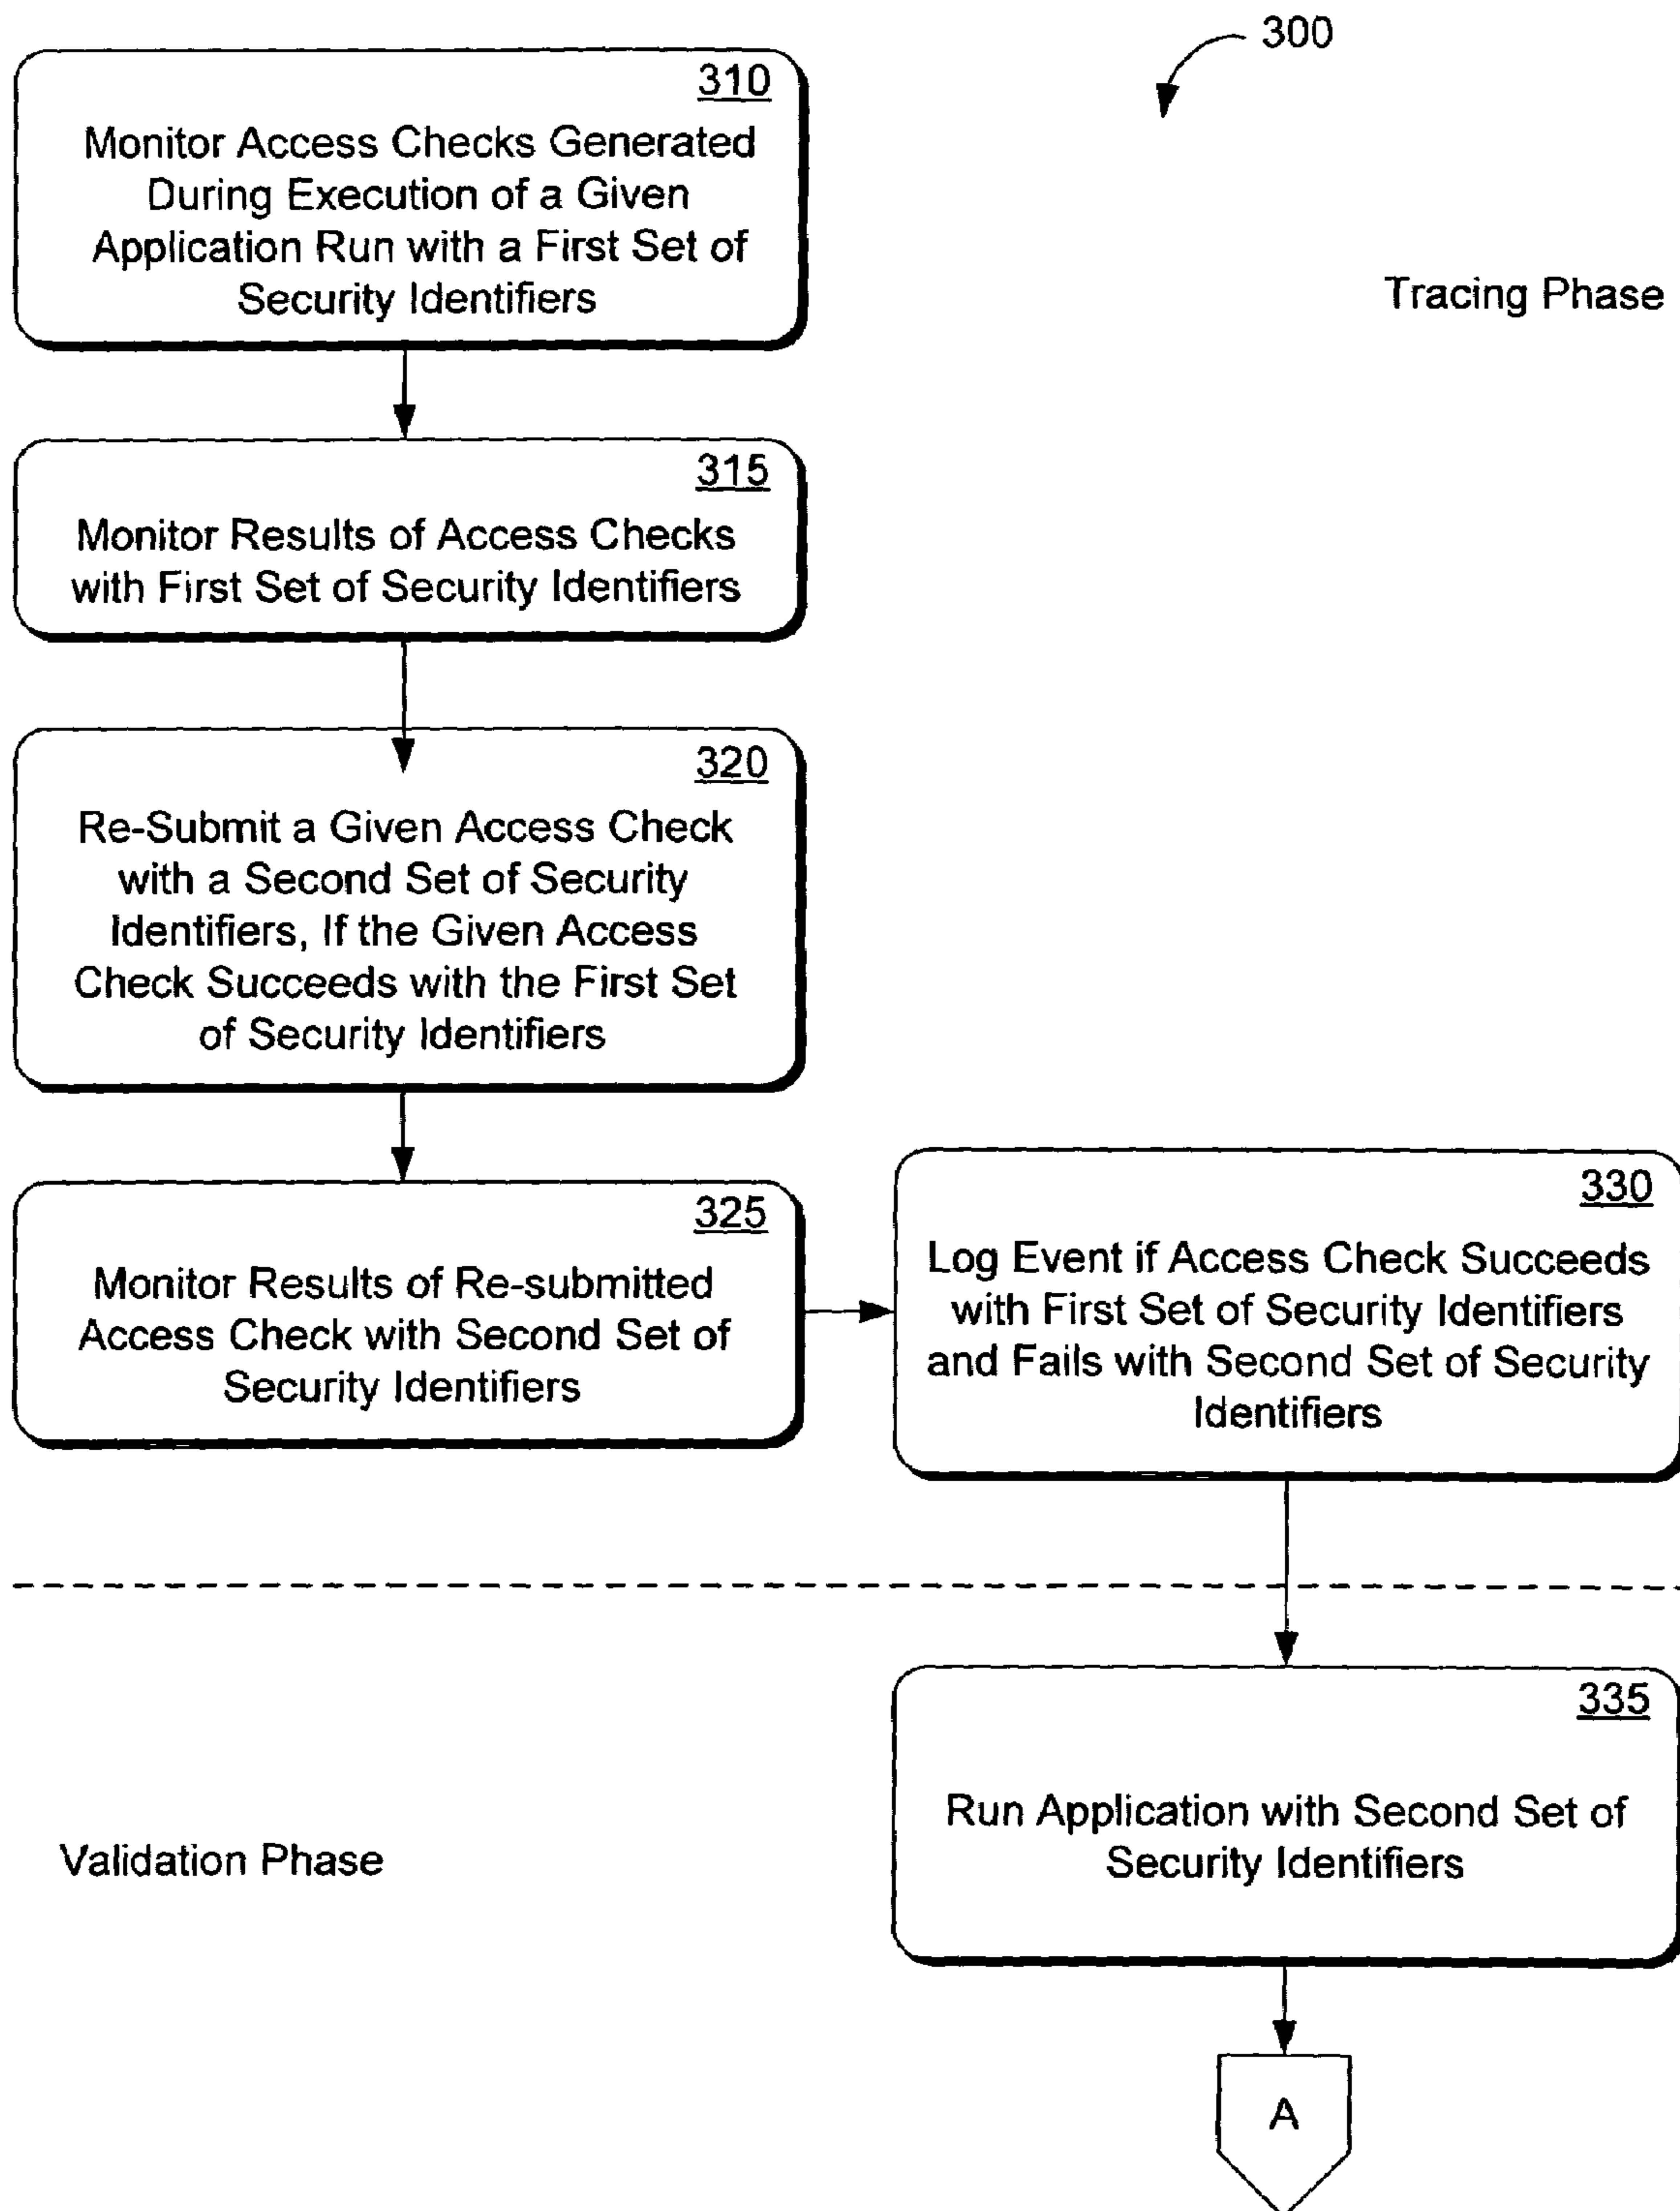 300
310
Monitor Access Checks Generated
During Execution of a Given
Application Run with a First Set of
Security Identifiers
Tracing Phase
315
Monitor Results of Access Checks
with First Set of Security Identifiers
320
Re-Submit a Given Access Check
with a Second Set of Security
Identifiers, If the Given Access
Check Succeeds with the First Set
of Security Identifiers
325
Monitor Results of Re-submitted
Access Check with Second Set of
Security Identifiers
330
Log Event if Access Check Succeeds
with First Set of Security Identifiers
and Fails with Second Set of Security
Identifiers
335
Run Application with Second Set of
Security Identifiers
Validation Phase
A